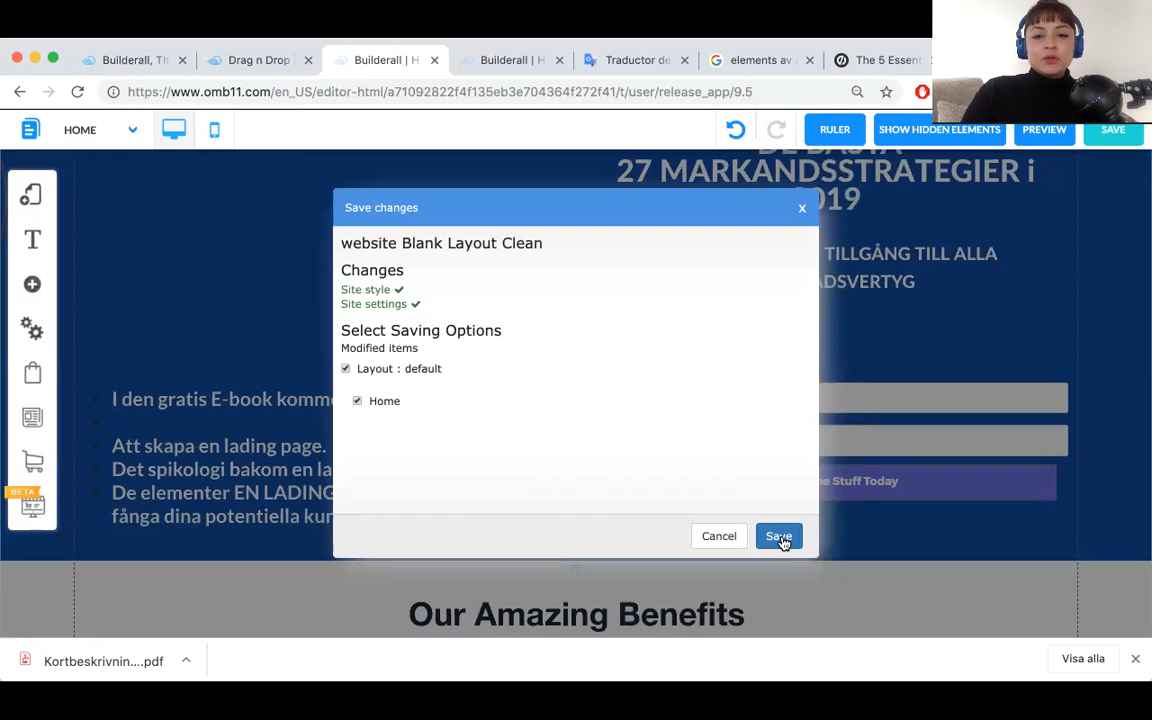 Builderall, Th
Drag n Drop
Builderall | H
Builderall | H
Traductor de
elements av
The 5 Essen
https://www.omb11.com/en_US/editor-html/a71092822f4f135eb3e704364f272f41/t/user/release_app/9.5
HOME
RULER
SHOW HIDDEN ELEMENTS
PREVIEW
SAVE
27 MARKANDSSTRATEGIER i
2019
TILLGÅNG TILL ALLA
ADSVERTYG
Save changes
x
website Blank Layout Clean
Changes
Site style
Site settings
Select Saving Options
Modified items
Layout : default
Home
Cancel
Save
I den gratis E-book komme
Att skapa en lading page.
Det spikologi bakom en la
De elementer EN LADING
fånga dina potentiella kun
ee Stuff Today
BETA
Our Amazing Benefits
Kortbeskrivnin....pdf
Visa alla